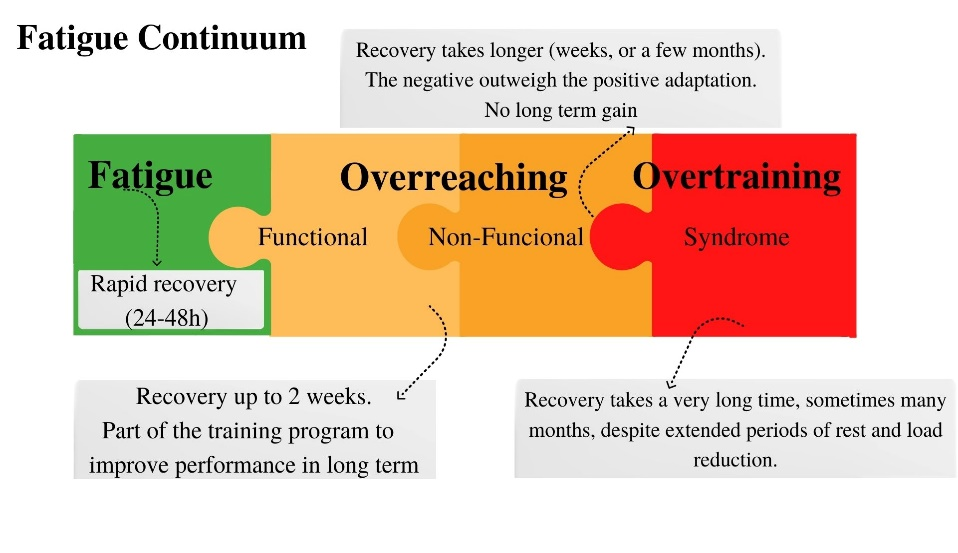 Fatigue Continuum
Recovery takes longer (weeks, or a few months).
The negative outweigh the positive adaptation.
No long term gain
Fatigue
Overreaching
Overtraining
Functional
Non-Funcional
Syndrome
Rapid recovery
(24-48h)
Recovery up to 2 weeks.
Part of the training program to
improve performance in long term
Recovery takes a very long time, sometimes many
months, despite extended periods of rest and load
reduction.